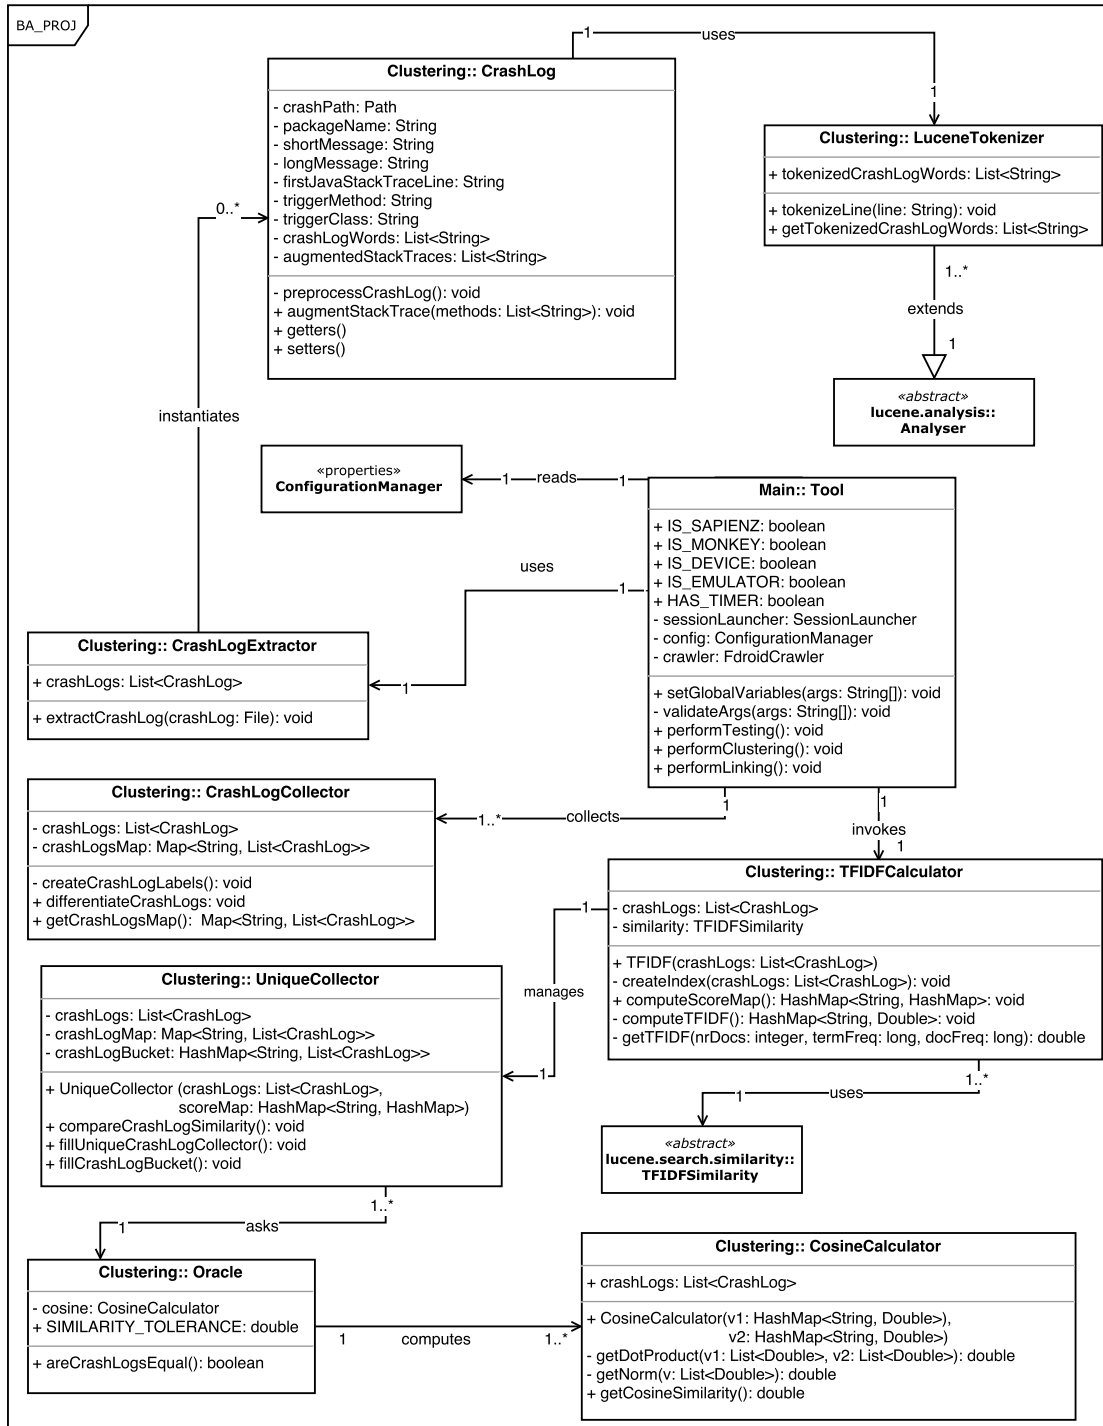 BA_PROJ
1 uses
1
Clustering:: CrashLog
- crashPath: Path
- packageName: String
- shortMessage: String
- longMessage: String
- firstJavaStackTraceLine: String
- triggerMethod: String
- triggerClass: String
- crashLogWords: List<String>
- augmentedStackTraces: List<String>
- preprocessCrashLog(): void
+ augmentStackTrace(methods: List<String>): void
+ getters()
+ setters()
Clustering:: LuceneTokenizer
+ tokenizedCrashLogWords: List<String>
+ tokenizeLine(line: String): void
+ getTokenizedCrashLogWords: List<String>
1..*
extends
1
«abstract»
lucene.analysis::
Analyser
0..*
instantiates
«properties»
ConfigurationManager
1 reads 1
Main:: Tool
+ IS_SAPIENZ: boolean
+ IS_MONKEY: boolean
+ IS_DEVICE: boolean
+ IS_EMULATOR: boolean
+ HAS_TIMER: boolean
- sessionLauncher: SessionLauncher
- config: ConfigurationManager
- crawler: FdroidCrawler
+ setGlobalVariables(args: String[]): void
- validateArgs(args: String[]): void
+ performTesting(): void
+ performClustering(): void
+ performLinking(): void
uses
1
1
Clustering:: CrashLogExtractor
+ crashLogs: List<CrashLog>
+ extractCrashLog(crashLog: File): void
Clustering:: CrashLogCollector
- crashLogs: List<CrashLog>
- crashLogsMap: Map<String, List<CrashLog>>
- createCrashLogLabels(): void
+ differentiateCrashLogs: void
+ getCrashLogsMap():  Map<String, List<CrashLog>>
1..* collects 1
1
invokes
1
Clustering:: TFIDFCalculator
- crashLogs: List<CrashLog>
- similarity: TFIDFSimilarity
+ TFIDF(crashLogs: List<CrashLog>)
- createIndex(crashLogs: List<CrashLog>): void
+ computeScoreMap(): HashMap<String, HashMap>: void
- computeTFIDF(): HashMap<String, Double>: void
- getTFIDF(nrDocs: integer, termFreq: long, docFreq: long): double
1
manages
1
Clustering:: UniqueCollector
- crashLogs: List<CrashLog>
- crashLogMap: Map<String, List<CrashLog>>
- crashLogBucket: HashMap<String, List<CrashLog>>
+ UniqueCollector (crashLogs: List<CrashLog>,
scoreMap: HashMap<String, HashMap>)
+ compareCrashLogSimilarity(): void
+ fillUniqueCrashLogCollector(): void
+ fillCrashLogBucket(): void
1..*
1 uses
«abstract»
lucene.search.similarity::
TFIDFSimilarity
1..*
1 asks
Clustering:: Oracle
- cosine: CosineCalculator
+ SIMILARITY_TOLERANCE: double
+ areCrashLogsEqual(): boolean
1 computes 1..*
Clustering:: CosineCalculator
+ crashLogs: List<CrashLog>
+ CosineCalculator(v1: HashMap<String, Double>),
v2: HashMap<String, Double>)
- getDotProduct(v1: List<Double>, v2: List<Double>): double
- getNorm(v: List<Double>): double
+ getCosineSimilarity(): double